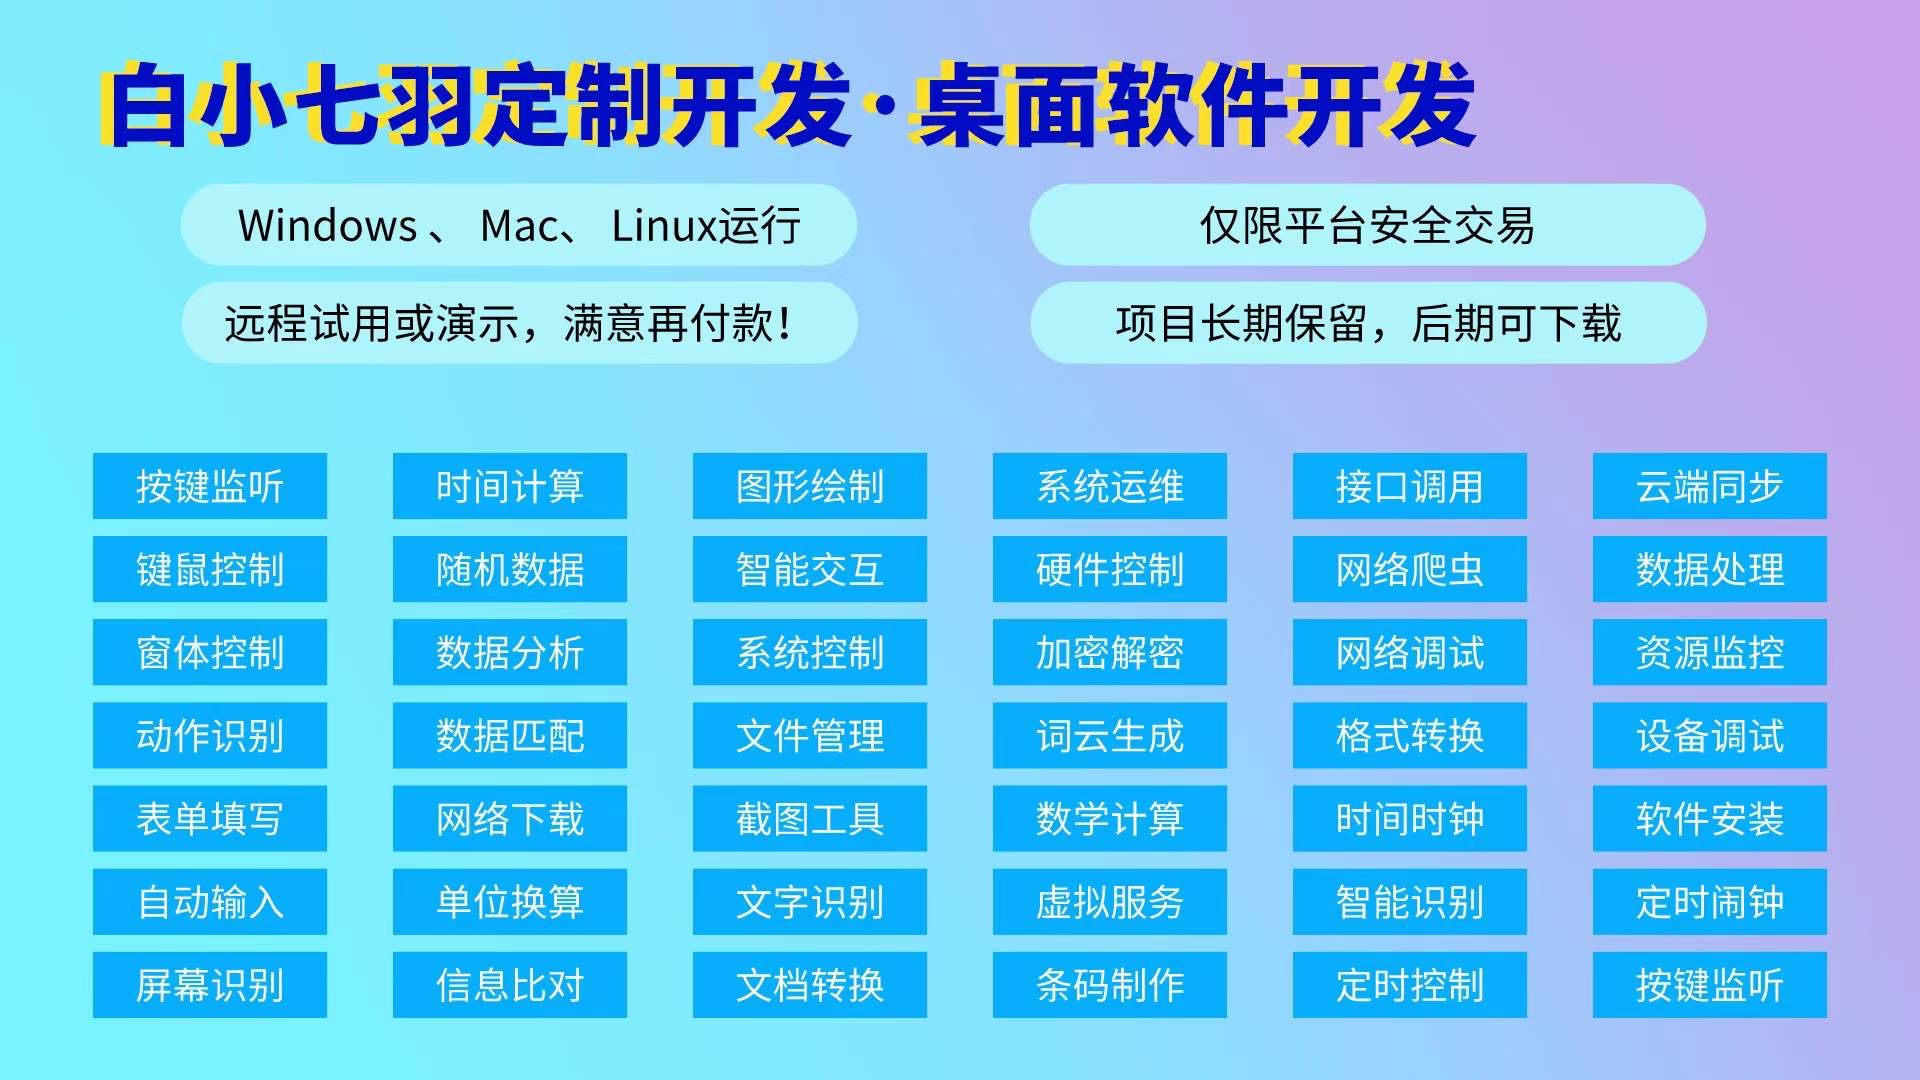 白小七羽定制开发·桌面软件开发
Windows 、 Mac、 Linux运行
仅限平台安全交易
远程试用或演示，满意再付款！
项目长期保留，后期可下载
按键监听
时间计算
图形绘制
系统运维
接口调用
云端同步
键鼠控制
随机数据
智能交互
硬件控制
网络爬虫
数据处理
窗体控制
数据分析
系统控制
加密解密
网络调试
资源监控
动作识别
数据匹配
文件管理
词云生成
格式转换
设备调试
表单填写
网络下载
截图工具
数学计算
时间时钟
软件安装
自动输入
单位换算
文字识别
虚拟服务
智能识别
定时闹钟
屏幕识别
信息比对
文档转换
条码制作
定时控制
按键监听